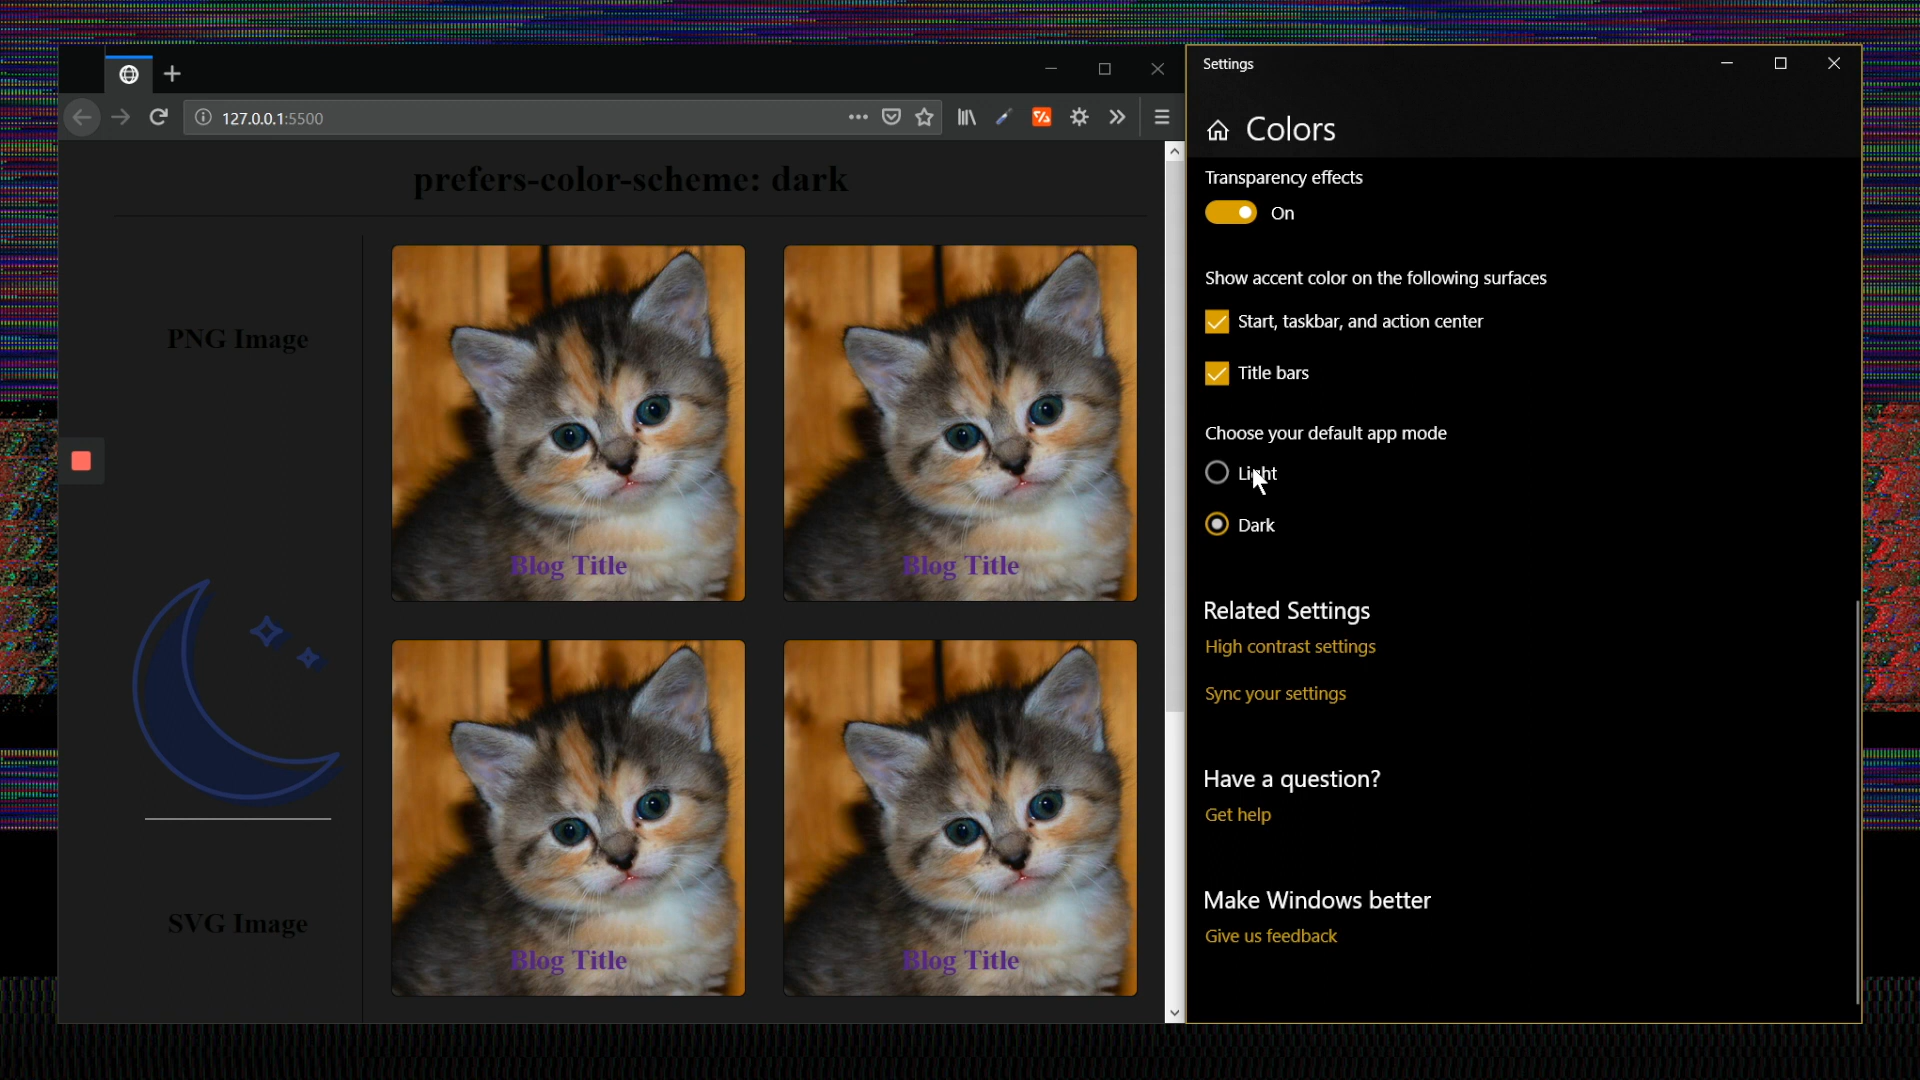 127.0.0.1:5500
prefers-color-scheme: dark
PNG Image
Blog Title
Blog Title
SVG Image
Blog Title
Blog Title
Settings
Colors
Transparency effects
On
Show accent color on the following surfaces
Start, taskbar, and action center
Title bars
Choose your default app mode
Light
Dark
Related Settings
High contrast settings
Sync your settings
Have a question?
Get help
Make Windows better
Give us feedback